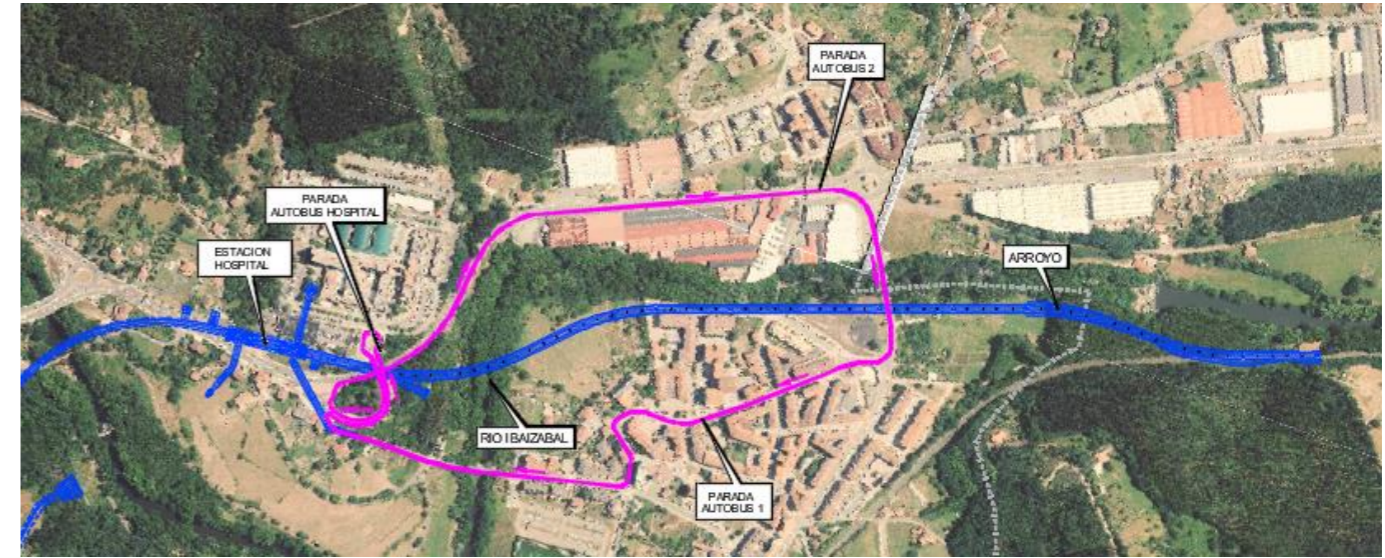 PARADA
AUTOBUS 2
PARADA
AUTOBUS HOSPITAL
ESTACION
HOSPITAL
ARROYO
RIO IBAIZABAL
PARADA
AUTOBUS 1